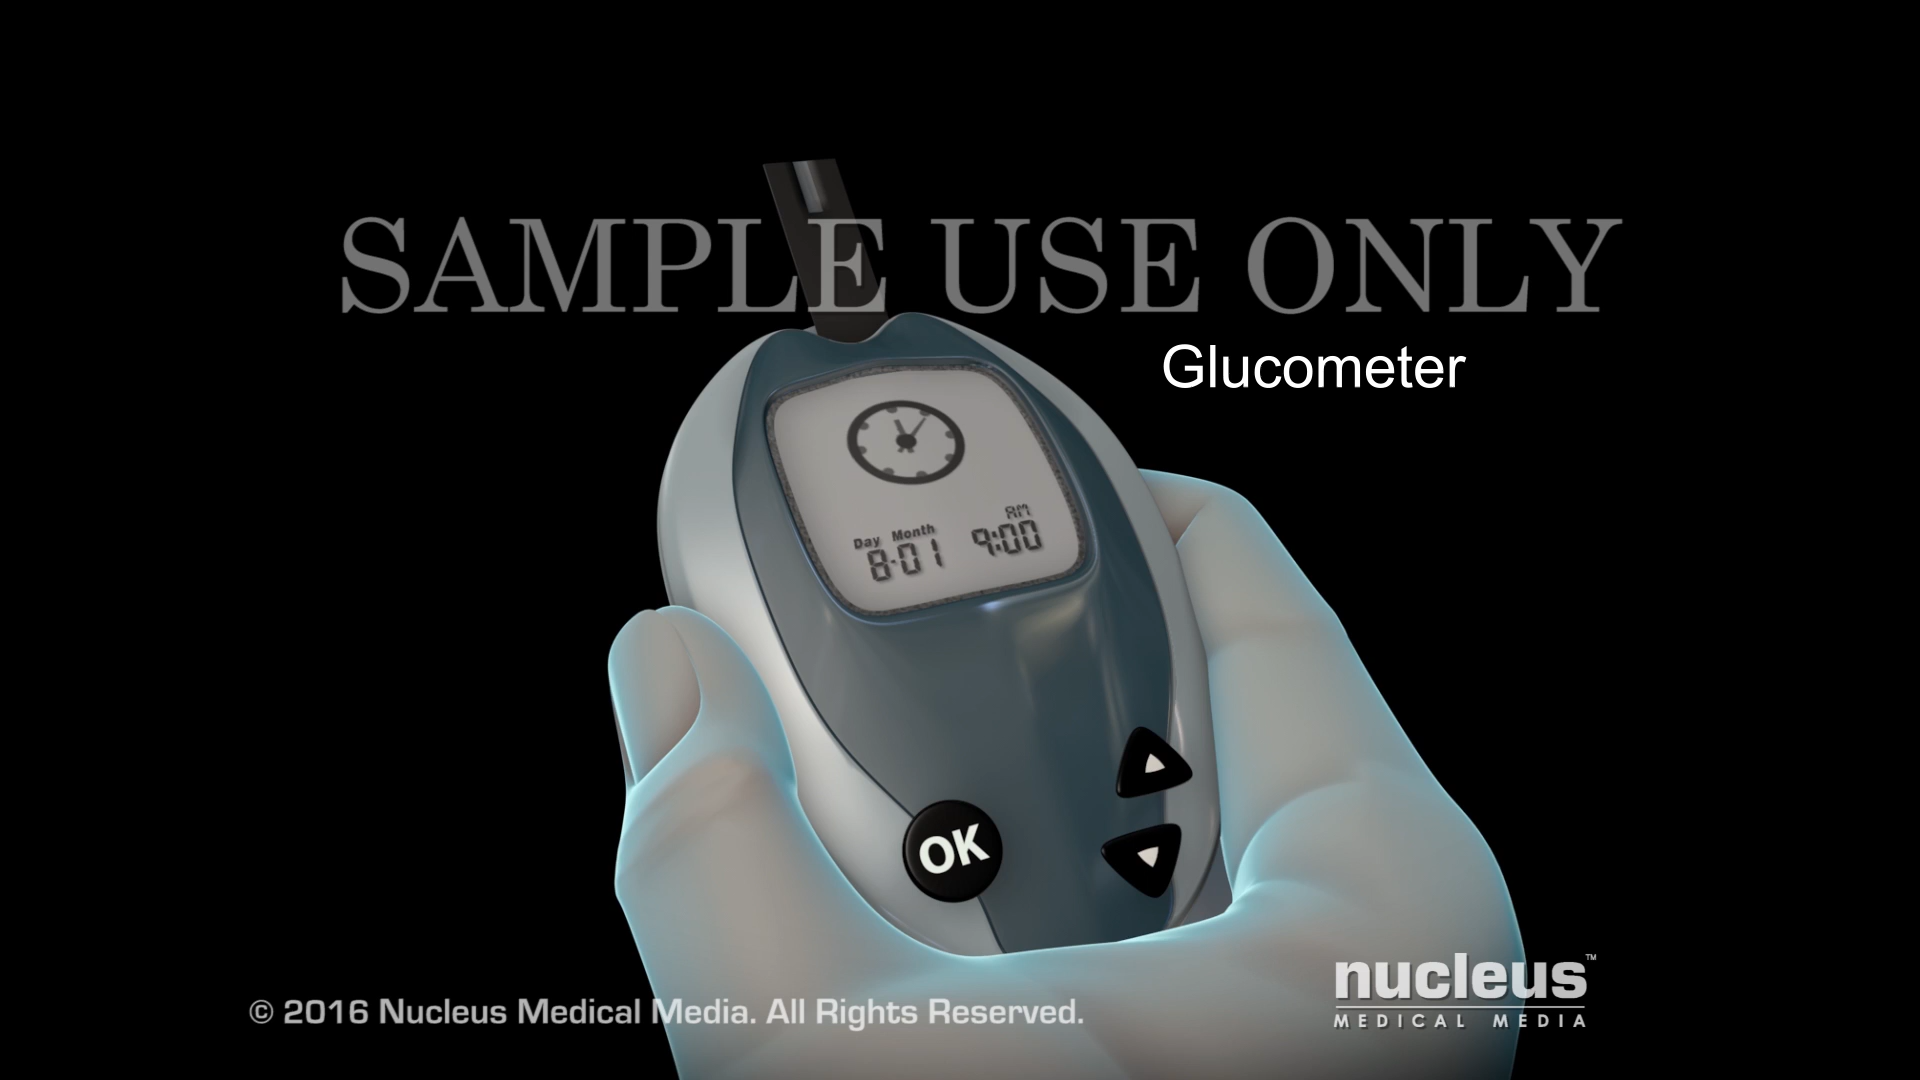 SAMPLE USE ONLY
Glucometer
AM
Day Month
8·01 9:00
OK
nucleus™
MEDICAL MEDIA
© 2016 Nucleus Medical Media. All Rights Reserved.